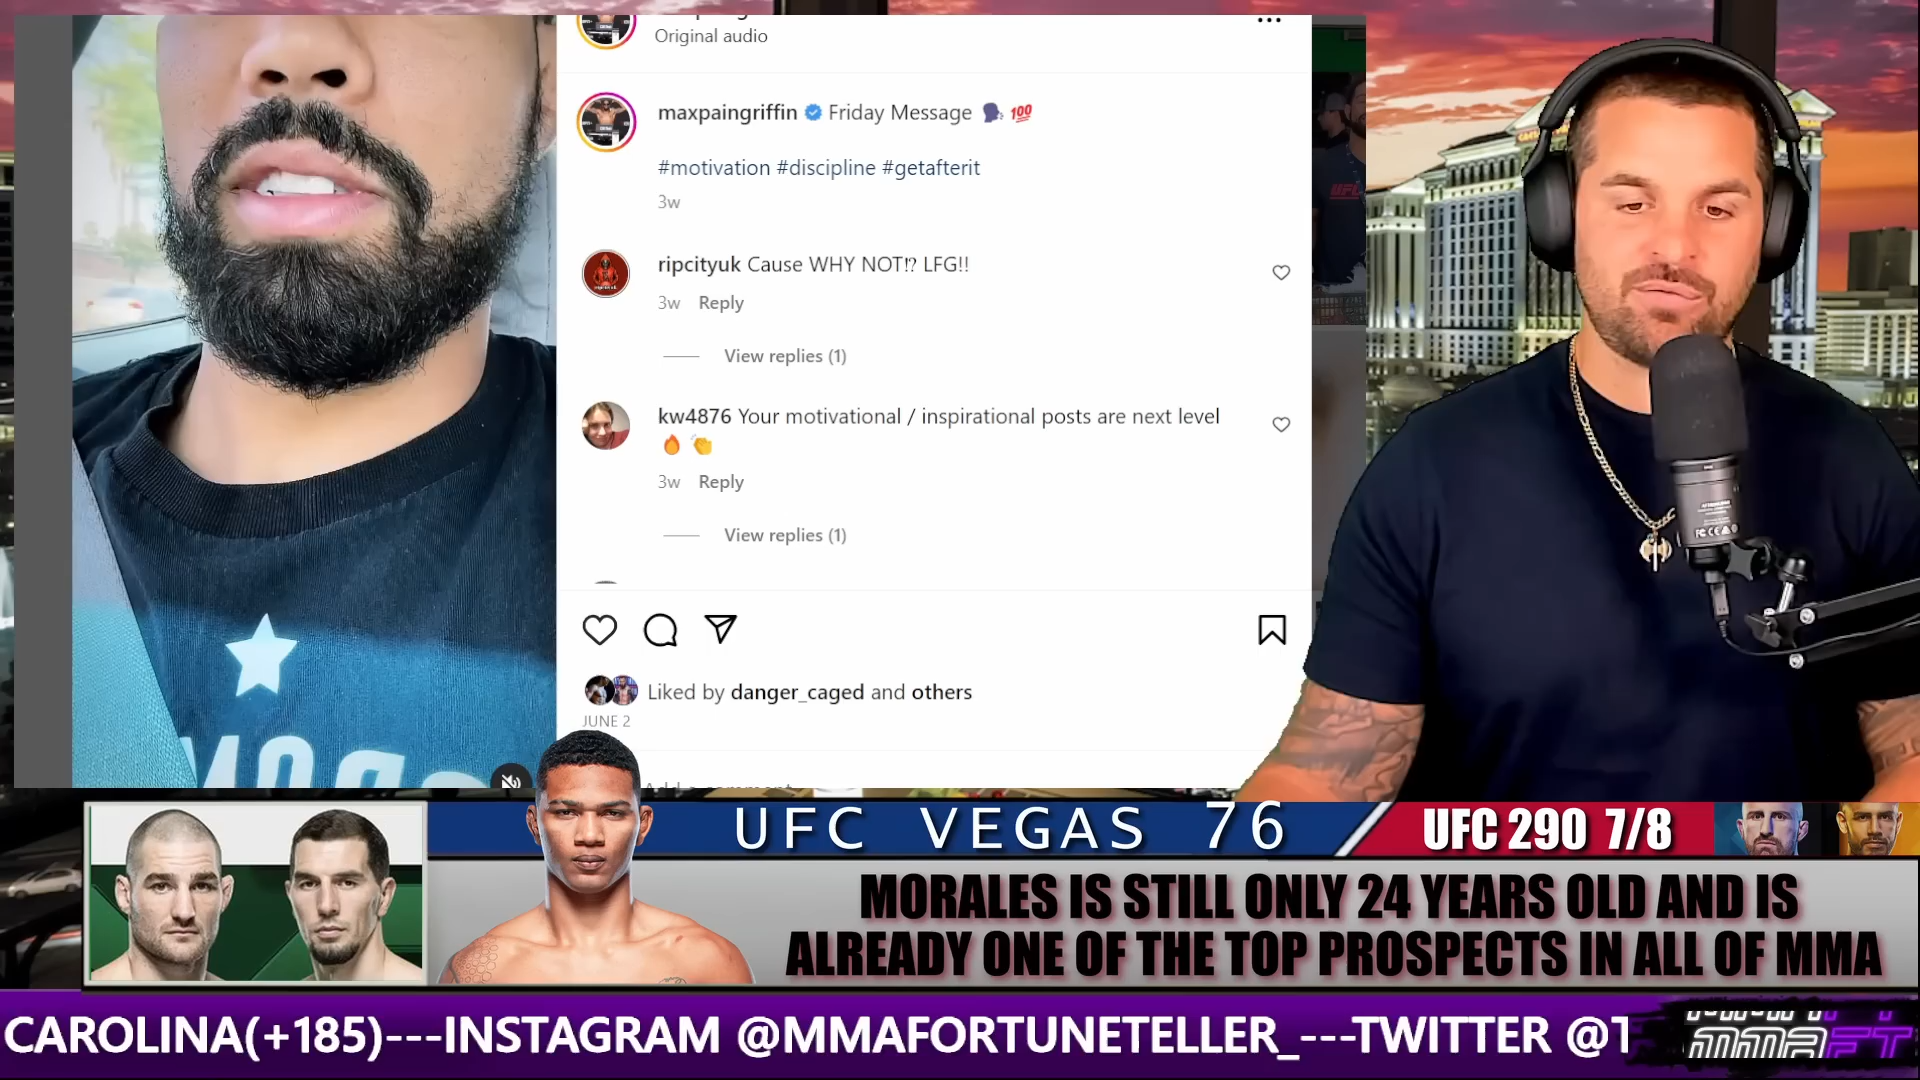 Original audio
maxpaingriffin Friday Message 🗣 💯
#motivation #discipline #getafterit
3w
ripcityuk Cause WHY NOT⁉ LFG!!
3w Reply
View replies (1)
kw4876 Your motivational / inspirational posts are next level
🔥 👏
3w Reply
View replies (1)
Liked by danger_caged and others
JUNE 2
UFC
UFC VEGAS 76
UFC 290 7/8
MORALES IS STILL ONLY 24 YEARS OLD AND IS
ALREADY ONE OF THE TOP PROSPECTS IN ALL OF MMA
CAROLINA(+185)---INSTAGRAM @MMAFORTUNETELLER_---TWITTER @T
MMAFT